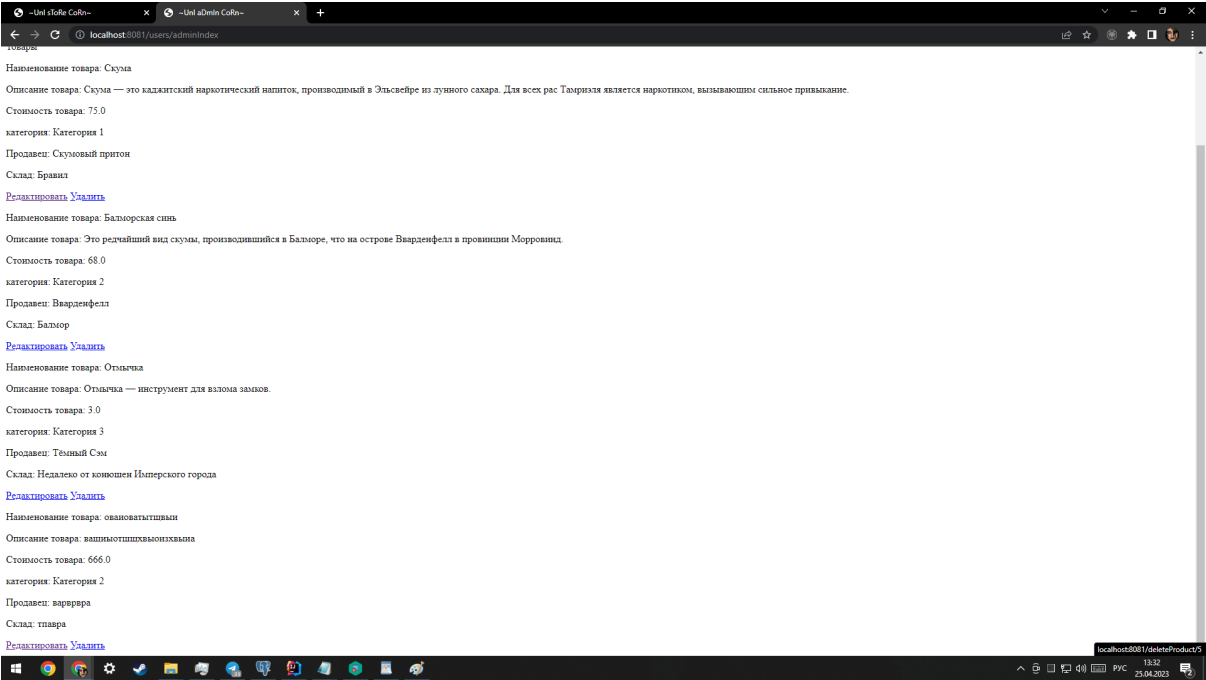 ~UnI sToRe CoRn~
~UnI aDmIn CoRn~
localhost:8081/users/adminIndex
Товары
Наименование товара: Скума
Описание товара: Скума — это каджитский наркотический напиток, производимый в Эльсвейре из лунного сахара. Для всех рас Тамриэля является наркотиком, вызывающим сильное привыкание.
Стоимость товара: 75.0
категория: Категория 1
Продавец: Скумовый притон
Склад: Бравил
Редактировать Удалить
Наименование товара: Балморская синь
Описание товара: Это редчайший вид скумы, производившийся в Балморе, что на острове Вварденфелл в провинции Морровинд.
Стоимость товара: 68.0
категория: Категория 2
Продавец: Вварденфелл
Склад: Балмор
Редактировать Удалить
Наименование товара: Отмычка
Описание товара: Отмычка — инструмент для взлома замков.
Стоимость товара: 3.0
категория: Категория 3
Продавец: Тёмный Сэм
Склад: Недалеко от конюшен Имперского города
Редактировать Удалить
Наименование товара: оваиоватытщвыи
Описание товара:
Стоимость товара: 666.0
категория: Категория 2
Продавец: варврвра
Склад: тпавра
Редактировать Удалить
localhost:8081/deleteProduct/5
РУС
13:32
25.04.2023